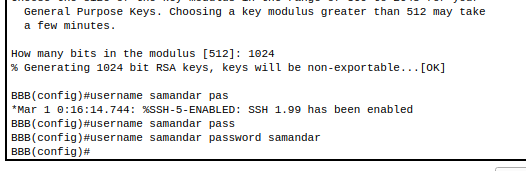 General Purpose Keys. Choosing a key modulus greater than 512 may take
a few minutes.
How many bits in the modulus [512]: 1024
% Generating 1024 bit RSA keys, keys will be non-exportable...[OK]
BBB(config)#username samandar pas
*Mar 1 0:16:14.744: %SSH-5-ENABLED: SSH 1.99 has been enabled
BBB(config)#username samandar pass
BBB(config)#username samandar password samandar
BBB(config)#